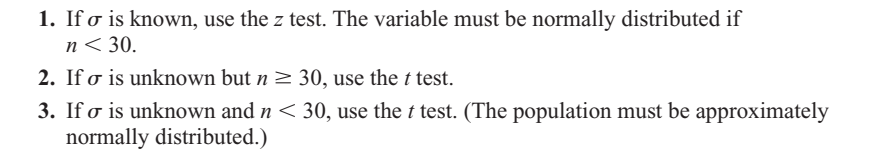 1. If σ is known, use the z test. The variable must be normally distributed if
n < 30.
2. If σ is unknown but n ≥ 30, use the t test.
3. If σ is unknown and n < 30, use the t test. (The population must be approximately
normally distributed.)